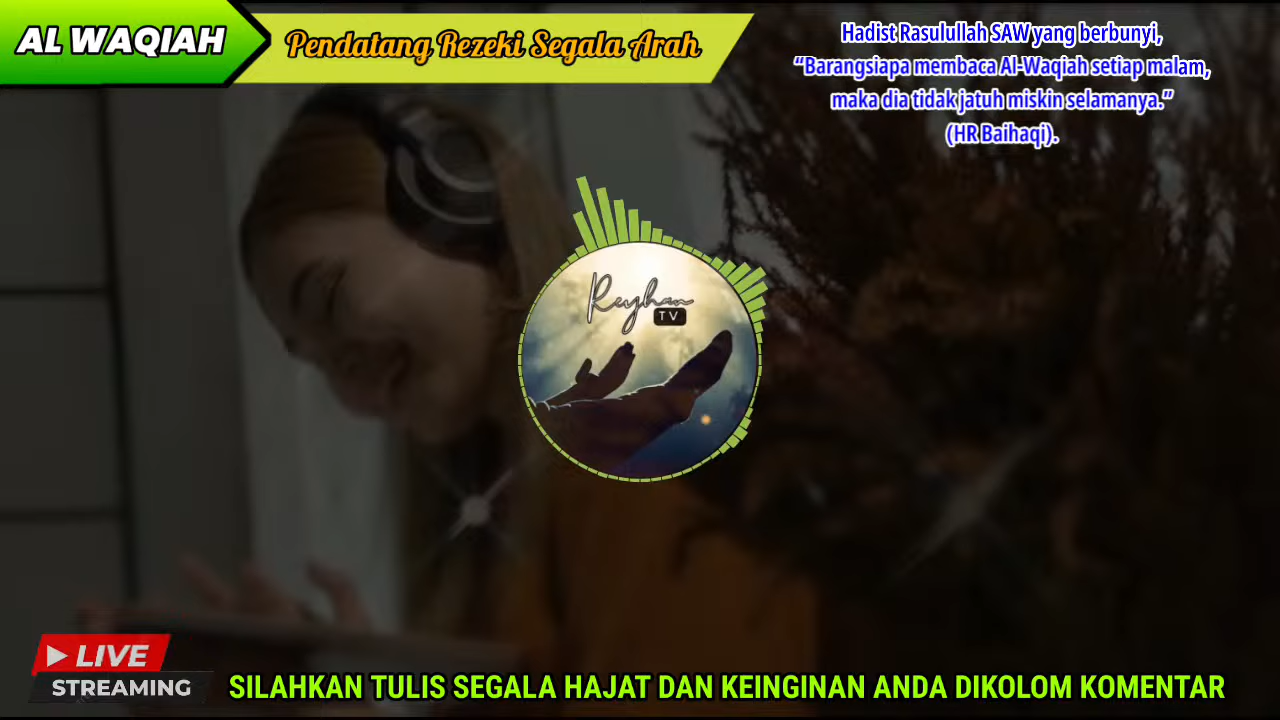 AL WAQIAH
Pendatang Rezeki Segala Arah
Hadist Rasulullah SAW yang berbunyi,
“Barangsiapa membaca Al-Waqiah setiap malam,
maka dia tidak jatuh miskin selamanya.”
(HR Baihaqi).
Reyhan
TV
LIVE
STREAMING
SILAHKAN TULIS SEGALA HAJAT DAN KEINGINAN ANDA DIKOLOM KOMENTAR